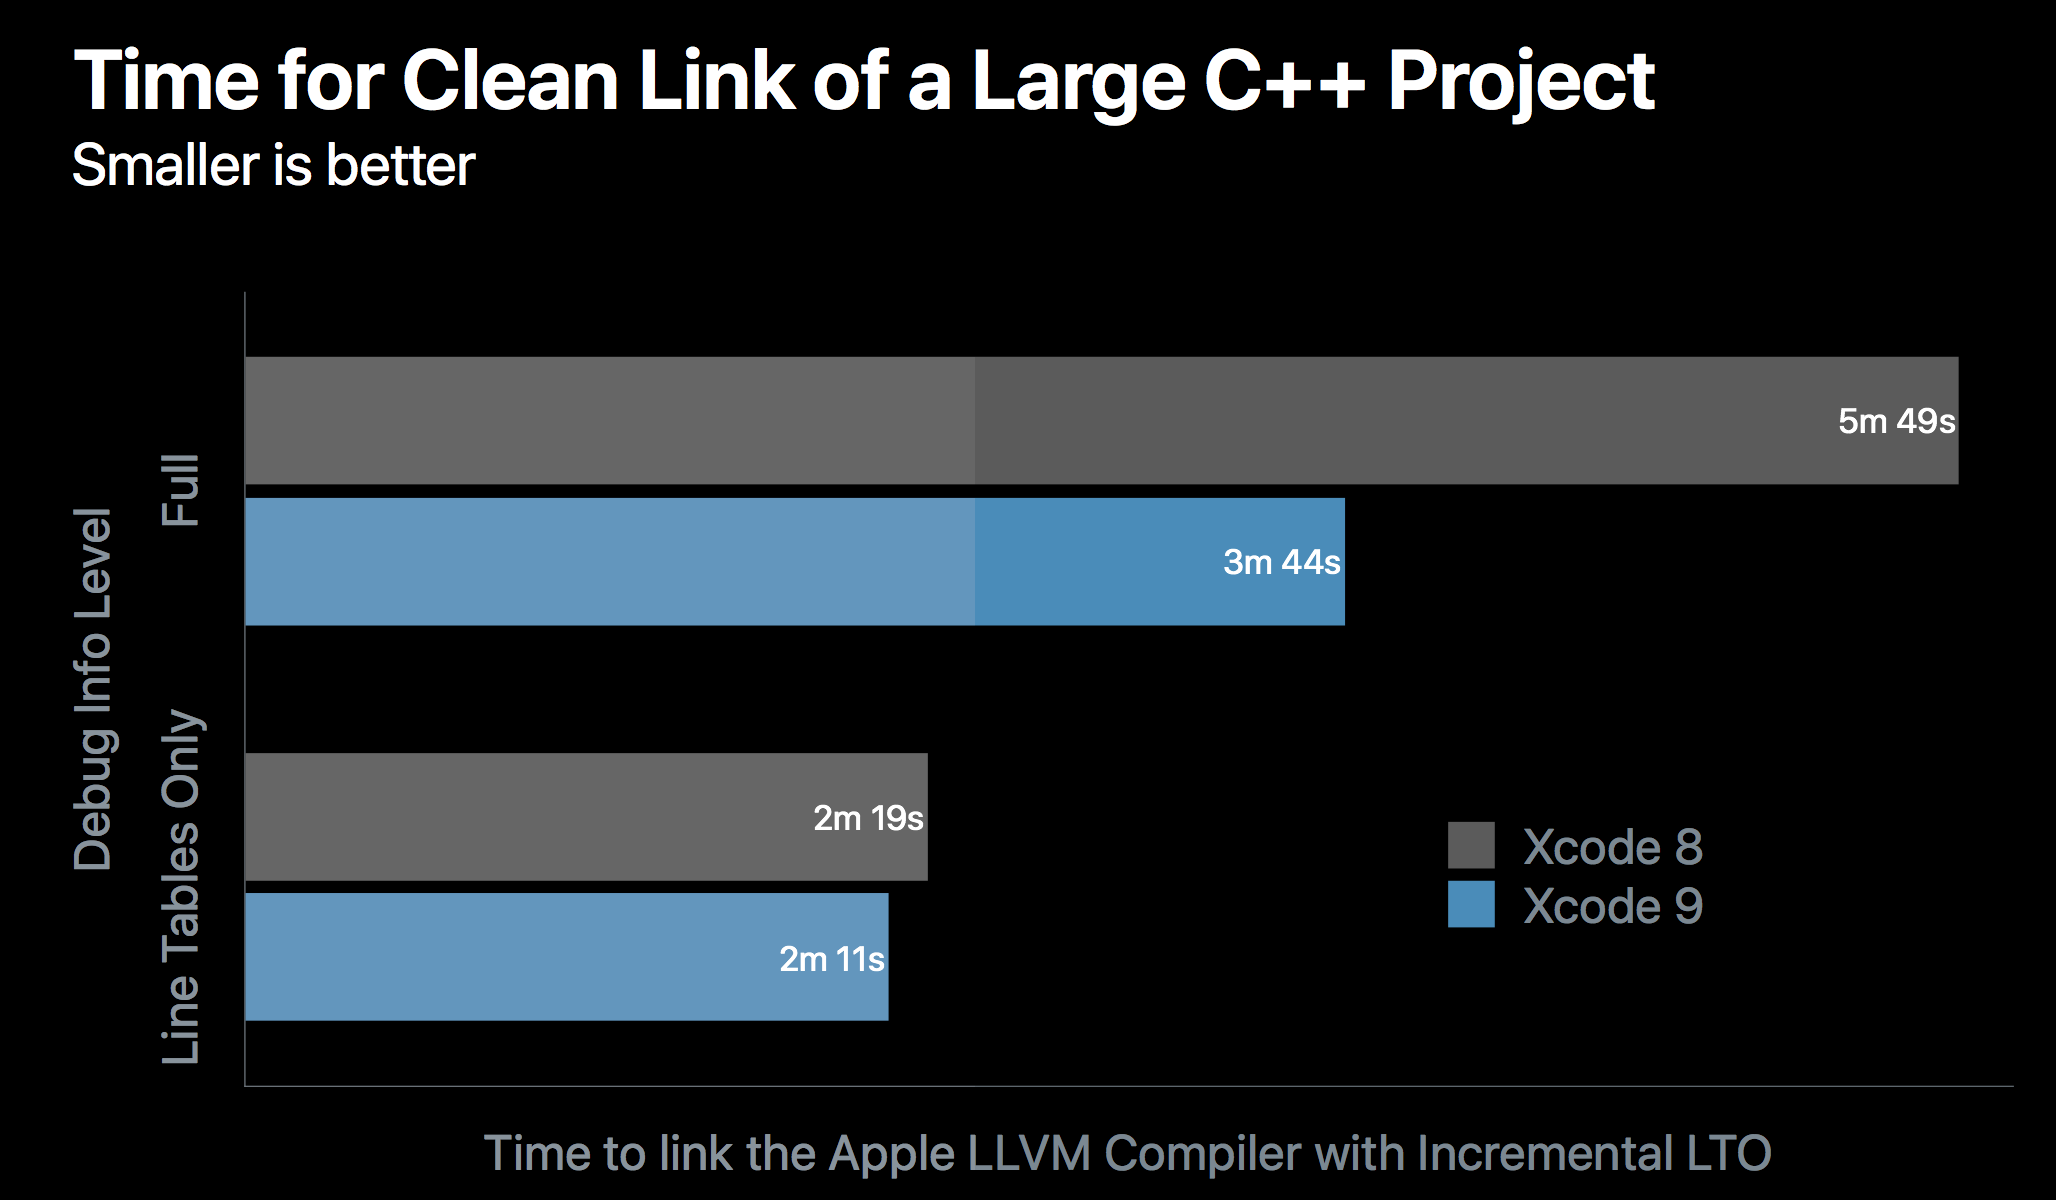 Time for Clean Link of a Large C++ Project
Smaller is better
Debug Info Level
Full
5m 49s
3m 44s
Line Tables Only
2m 19s
2m 11s
Xcode 8
Xcode 9
Time to link the Apple LLVM Compiler with Incremental LTO